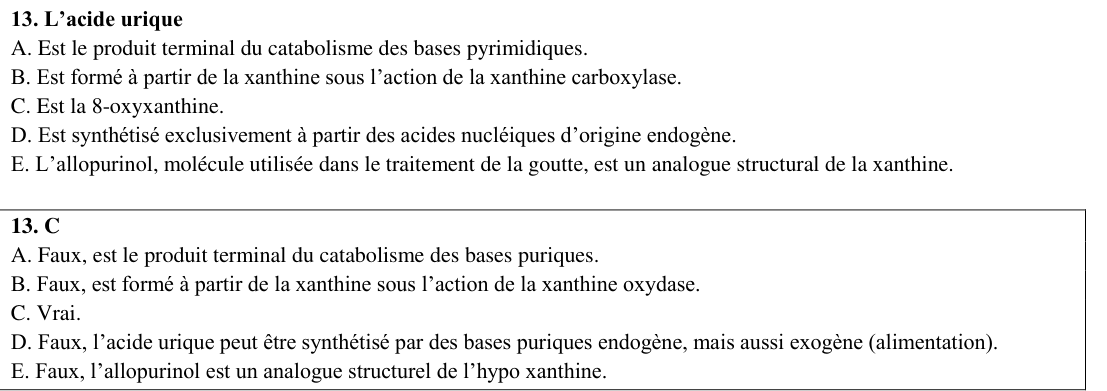 13. L’acide urique
A. Est le produit terminal du catabolisme des bases pyrimidiques.
B. Est formé à partir de la xanthine sous l’action de la xanthine carboxylase.
C. Est la 8-oxyxanthine.
D. Est synthétisé exclusivement à partir des acides nucléiques d’origine endogène.
E. L’allopurinol, molécule utilisée dans le traitement de la goutte, est un analogue structural de la xanthine.
13. C
A. Faux, est le produit terminal du catabolisme des bases puriques.
B. Faux, est formé à partir de la xanthine sous l’action de la xanthine oxydase.
C. Vrai.
D. Faux, l’acide urique peut être synthétisé par des bases puriques endogène, mais aussi exogène (alimentation).
E. Faux, l’allopurinol est un analogue structurel de l’hypo xanthine.